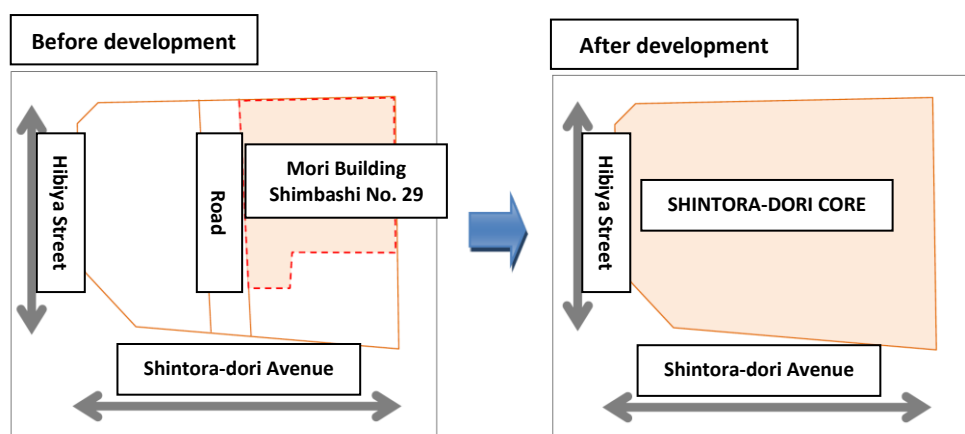 Before development
Hibiya Street
Road
Mori Building
Shimbashi No. 29
Shintora-dori Avenue
After development
Hibiya Street
SHINTORA-DORI CORE
Shintora-dori Avenue